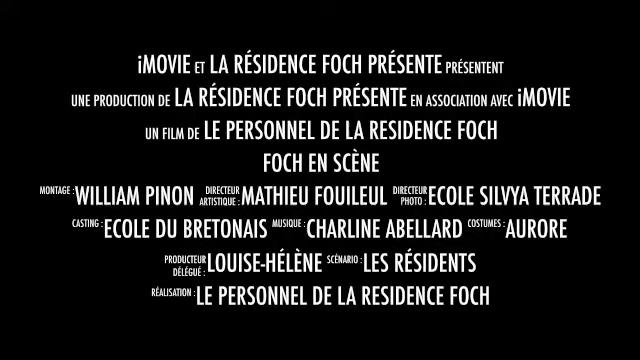 iMOVIE ET LA RÉSIDENCE FOCH PRÉSENTE PRÉSENTENT
UNE PRODUCTION DE LA RÉSIDENCE FOCH PRÉSENTE EN ASSOCIATION AVEC iMOVIE
UN FILM DE LE PERSONNEL DE LA RESIDENCE FOCH
FOCH EN SCÈNE
MONTAGE : WILLIAM PINON DIRECTEUR ARTISTIQUE : MATHIEU FOUILEUL DIRECTEUR PHOTO : ECOLE SILVYA TERRADE
CASTING : ECOLE DU BRETONAIS MUSIQUE : CHARLINE ABELLARD COSTUMES : AURORE
PRODUCTEUR DÉLÉGUÉ : LOUISE-HÉLÈNE SCÉNARIO : LES RÉSIDENTS
RÉALISATION : LE PERSONNEL DE LA RESIDENCE FOCH